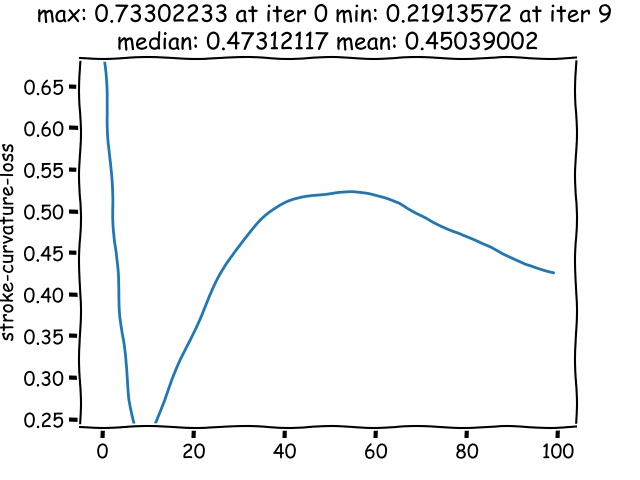 max: 0.73302233 at iter 0 min: 0.21913572 at iter 9
median: 0.47312117 mean: 0.45039002
stroke-curvature-loss
0.65
0.60
0.55
0.50
0.45
0.40
0.35
0.30
0.25
0 20 40 60 80 100